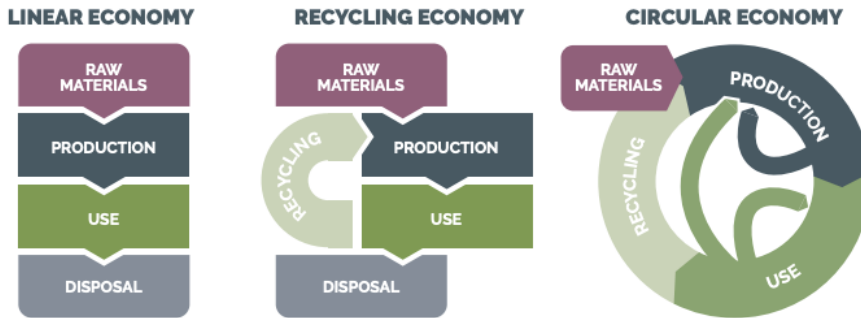 LINEAR ECONOMY
RAW
MATERIALS
PRODUCTION
USE
DISPOSAL
RECYCLING ECONOMY
RAW
MATERIALS
RECYCLING
PRODUCTION
USE
DISPOSAL
CIRCULAR ECONOMY
RAW
MATERIALS
PRODUCTION
RECYCLING
USE